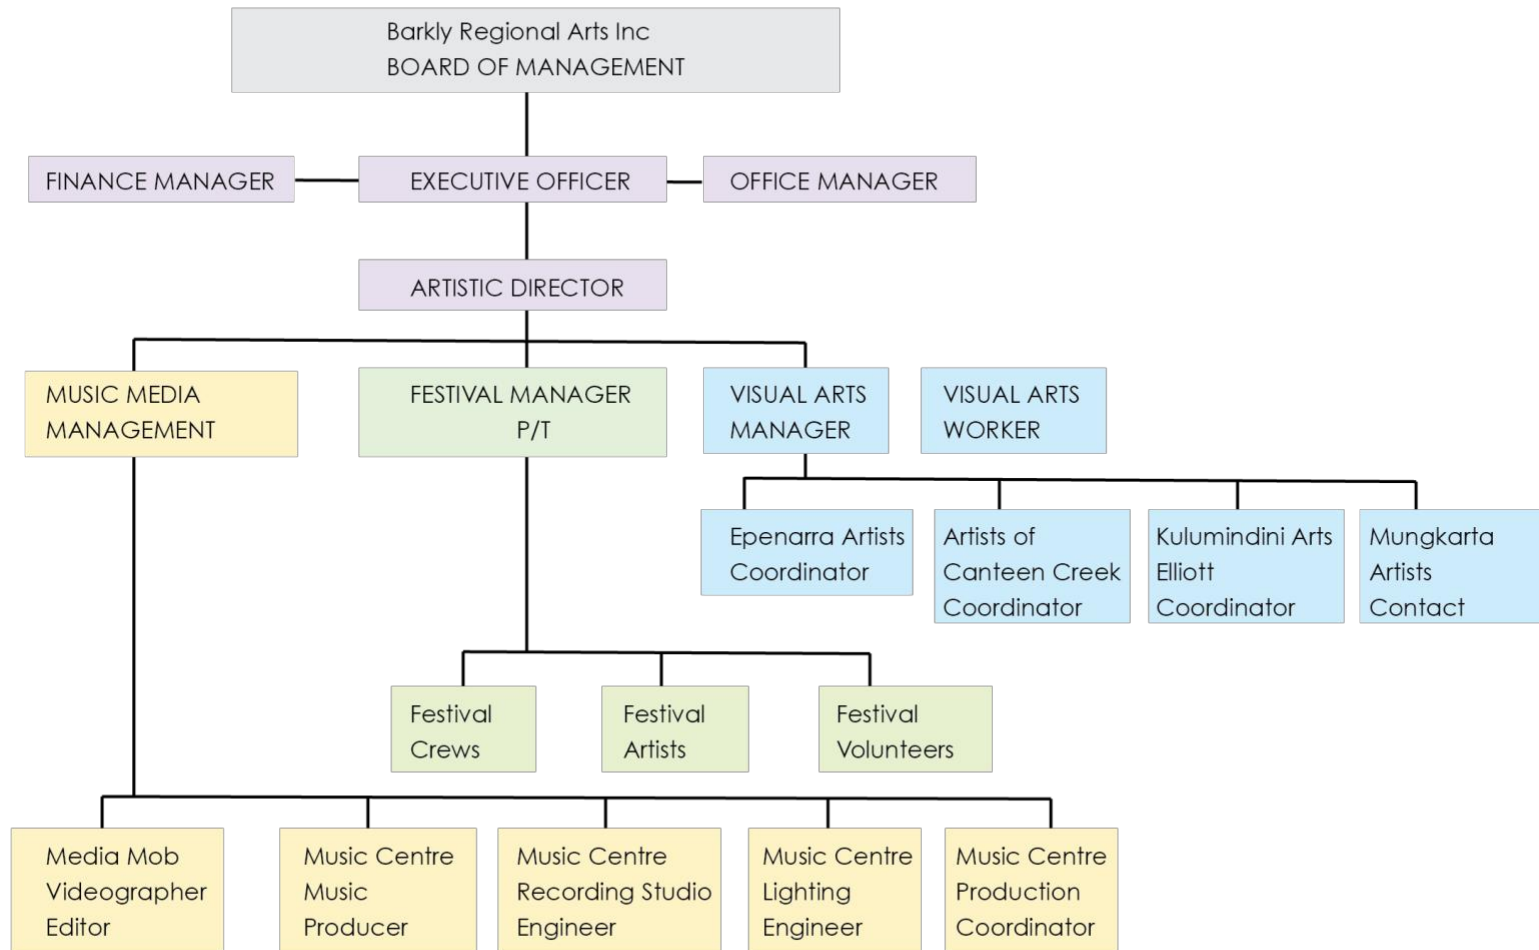 Barkly Regional Arts Inc
BOARD OF MANAGEMENT
FINANCE MANAGER
EXECUTIVE OFFICER
OFFICE MANAGER
ARTISTIC DIRECTOR
MUSIC MEDIA
MANAGEMENT
FESTIVAL MANAGER
P/T
VISUAL ARTS
MANAGER
VISUAL ARTS
WORKER
Epenarra Artists
Coordinator
Artists of
Canteen Creek
Coordinator
Kulumindini Arts
Elliott
Coordinator
Mungkarta
Artists
Contact
Festival
Crews
Festival
Artists
Festival
Volunteers
Media Mob
Videographer
Editor
Music Centre
Music
Producer
Music Centre
Recording Studio
Engineer
Music Centre
Lighting
Engineer
Music Centre
Production
Coordinator